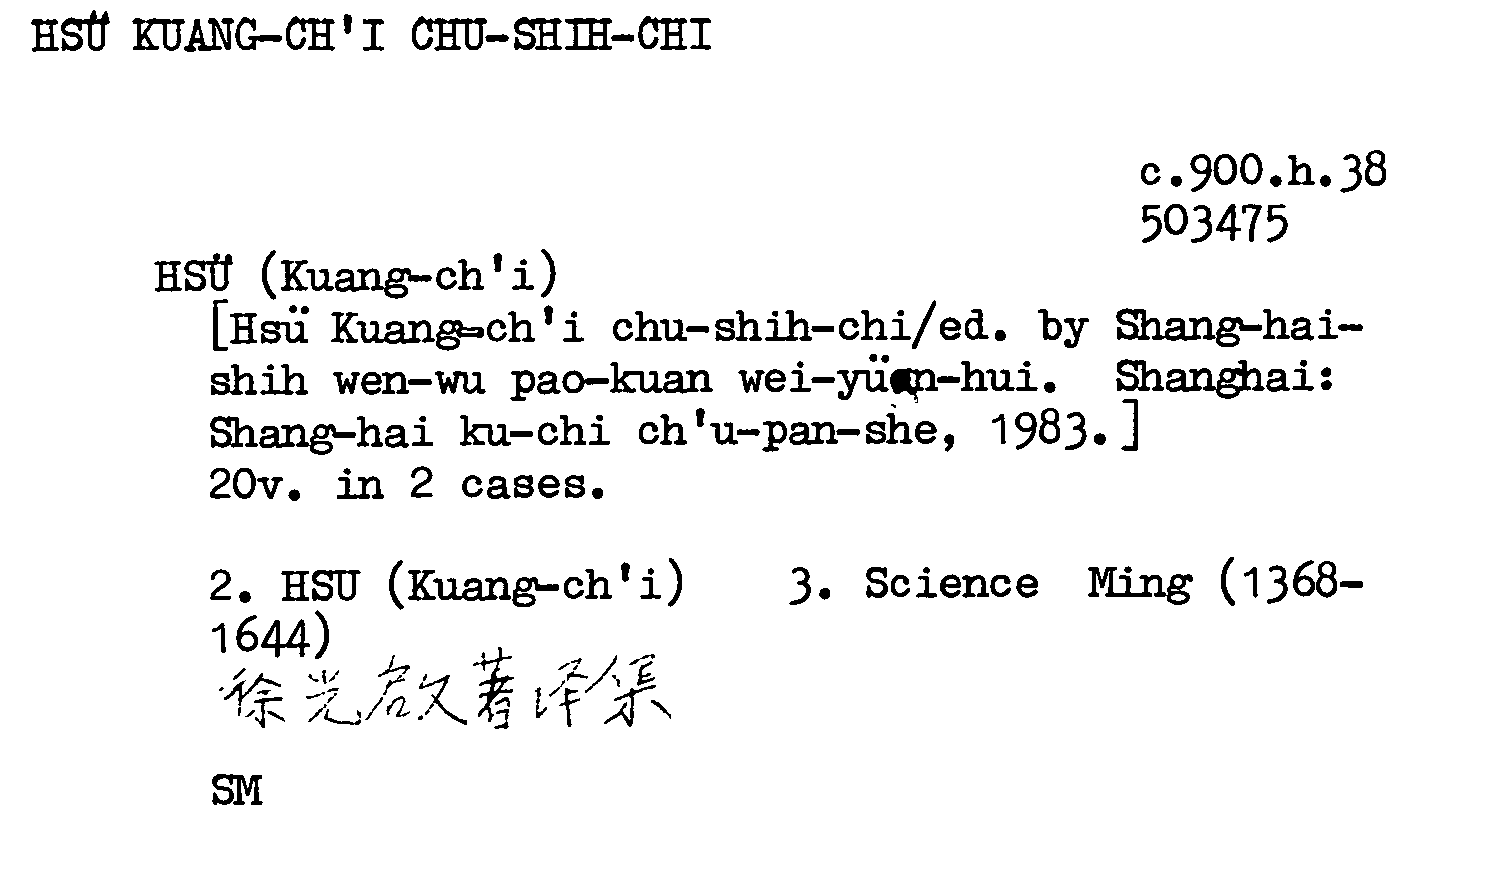 HSÜ KUANG-CH'I CHU-SHIH-CHI
c.900.h.38
503475
HSÜ (Kuang-ch'i)
[Hsü Kuang-ch'i chu-shih-chi/ed. by Shang-hai-
shih wen-wu pao-kuan wei-yüan-hui. Shanghai:
Shang-hai ku-chi ch'u-pan-she, 1983.]
20v. in 2 cases.
2. HSU (Kuang-ch'i) 3. Science Ming (1368-
1644)
徐光启文著译集
SM